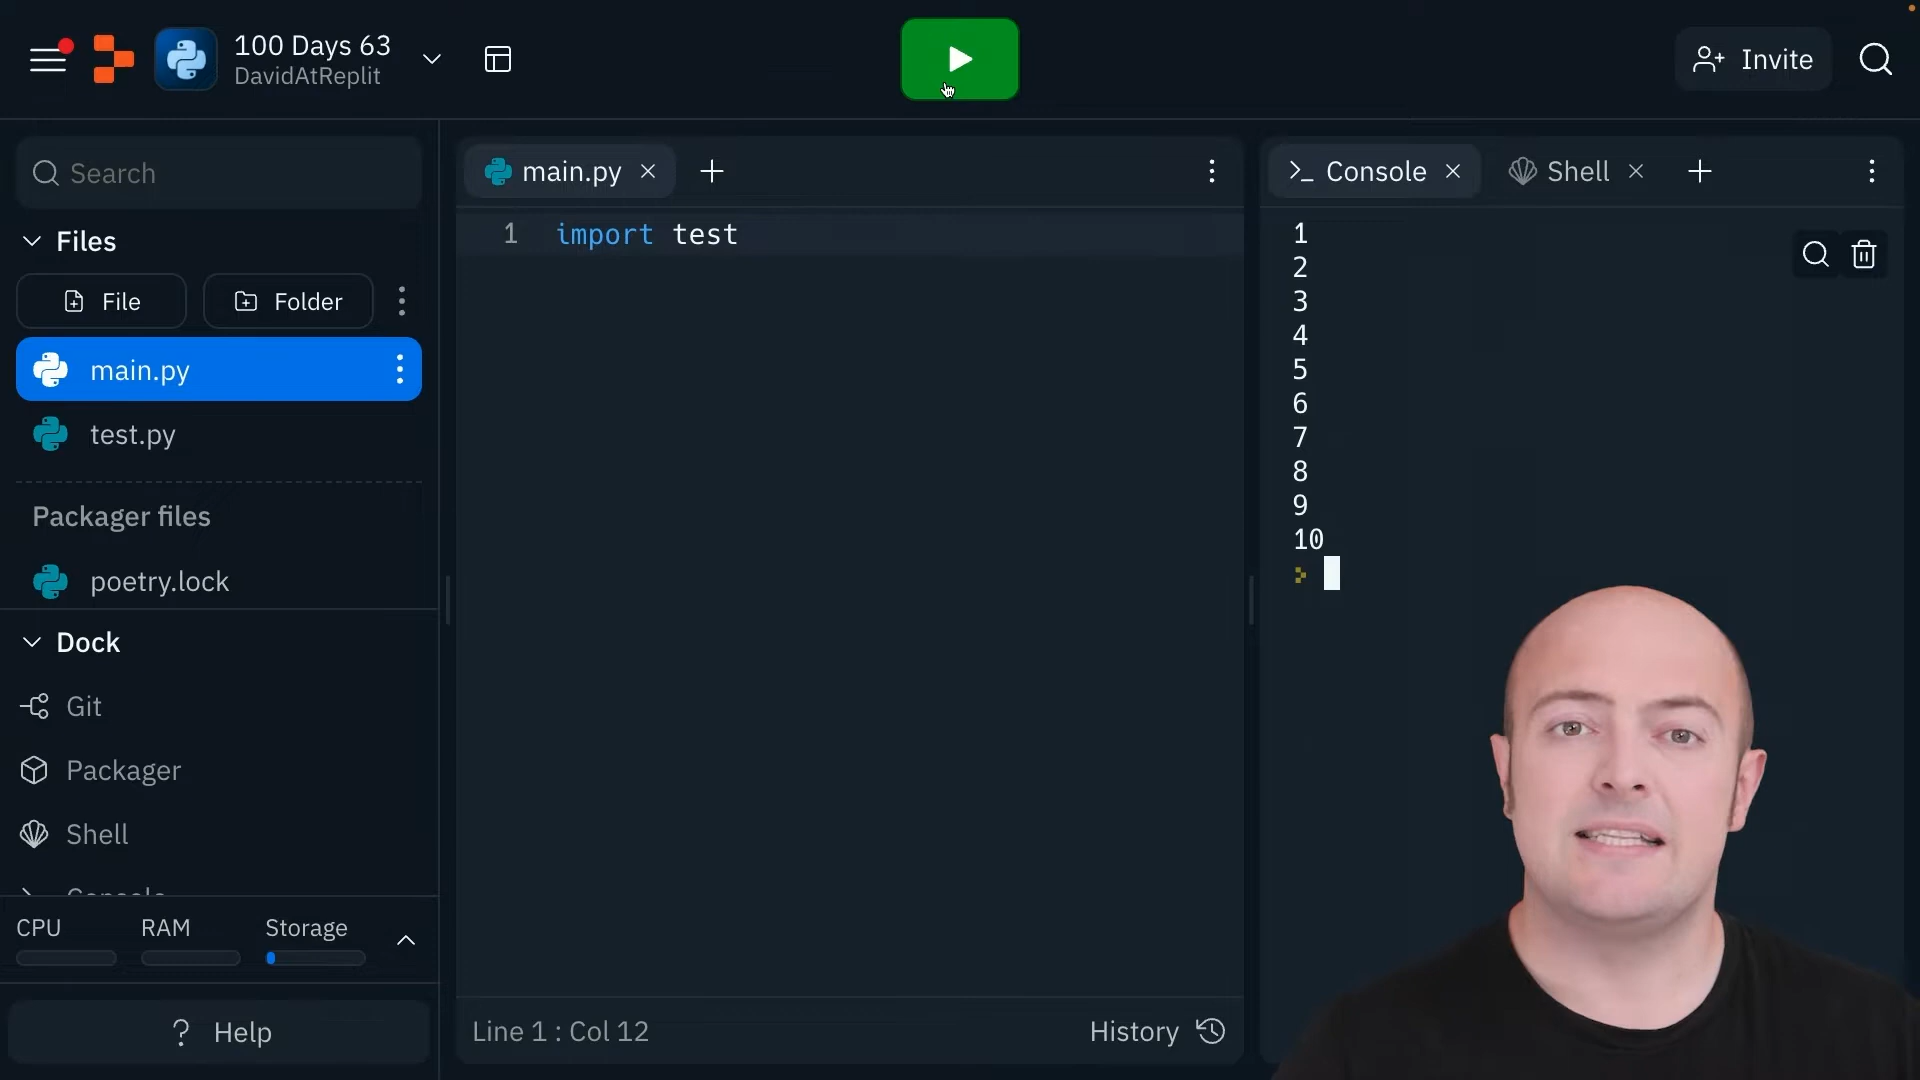 100 Days 63
DavidAtReplit
Invite
Search
Files
File
Folder
main.py
test.py
Packager files
poetry.lock
Dock
Git
Packager
Shell
Console
CPU
RAM
Storage
? Help
main.py
1 import test
Line 1 : Col 12
History
Console
Shell
1
2
3
4
5
6
7
8
9
10